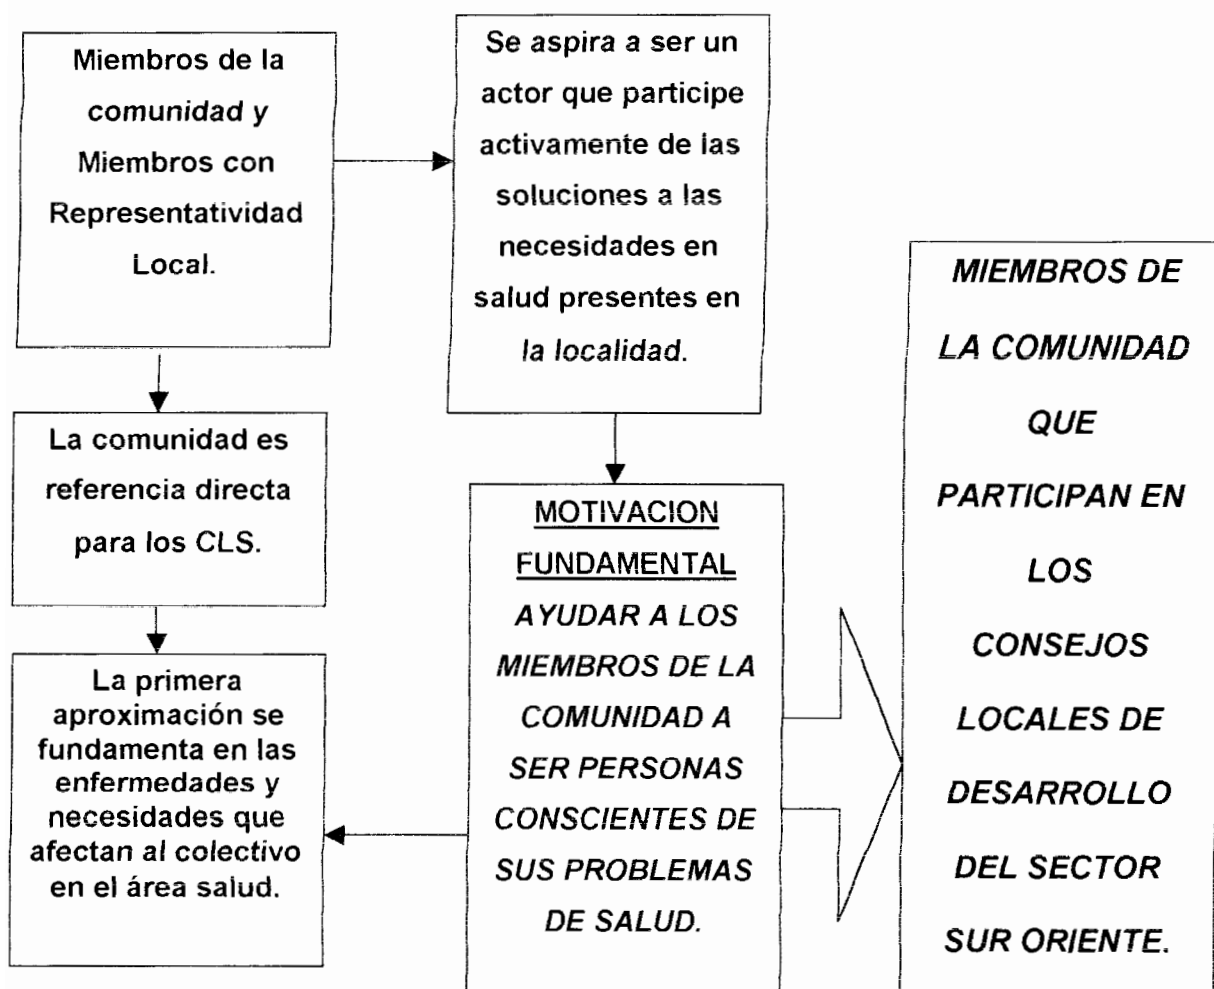 Miembros de la
comunidad y
Miembros con
Representatividad
Local.
Se aspira a ser un
actor que participe
activamente de las
soluciones a las
necesidades en
salud presentes en
la localidad.
La comunidad es
referencia directa
para los CLS.
La primera
aproximación se
fundamenta en las
enfermedades y
necesidades que
afectan al colectivo
en el área salud.
MOTIVACION
FUNDAMENTAL
AYUDAR A LOS
MIEMBROS DE LA
COMUNIDAD A
SER PERSONAS
CONSCIENTES DE
SUS PROBLEMAS
DE SALUD.
MIEMBROS DE
LA COMUNIDAD
QUE
PARTICIPAN EN
LOS
CONSEJOS
LOCALES DE
DESARROLLO
DEL SECTOR
SUR ORIENTE.